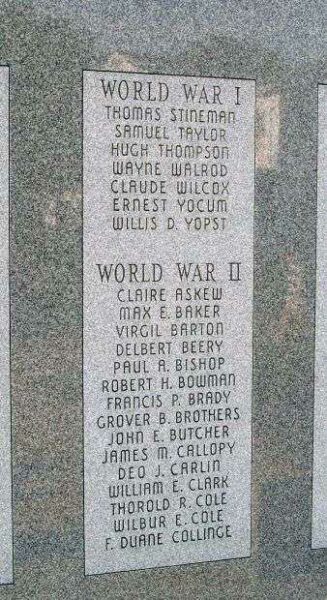 WORLD WAR I
THOMAS STINEMAN
SAMUEL TAYLOR
HUGH THOMPSON
WAYNE WALROD
CLAUDE WILCOX
ERNEST YOCUM
WILLIS D. YOPST
WORLD WAR II
CLAIRE ASKEW
MAX E. BAKER
VIRGIL BARTON
DELBERT BEERY
PAUL A. BISHOP
ROBERT H. BOWMAN
FRANCIS P. BRADY
GROVER B. BROTHERS
JOHN E. BUTCHER
JAMES M. CALLOPY
DEO J. CARLIN
WILLIAM E. CLARK
THOROLD R. COLE
WILBUR E. COLE
F. DUANE COLLINGE